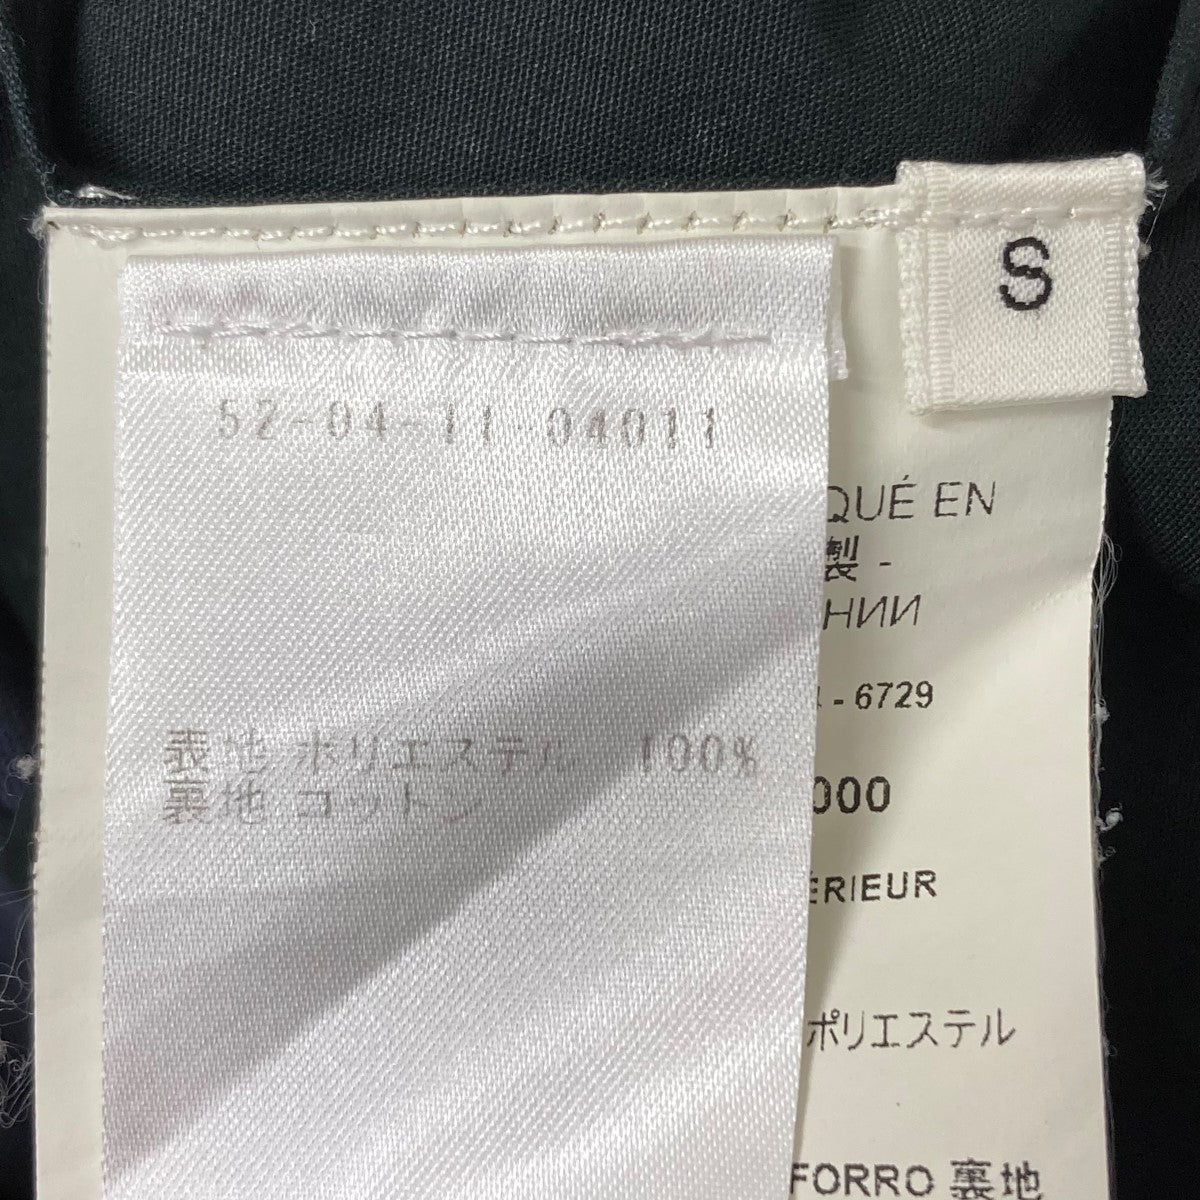 S
52-04-11-04011
QUÉ EN
製 -
НИИ
- 6729
表地 ポリエステル 100%
裏地 コットン
000
ÉRIEUR
ポリエステル
FORRO 裏地